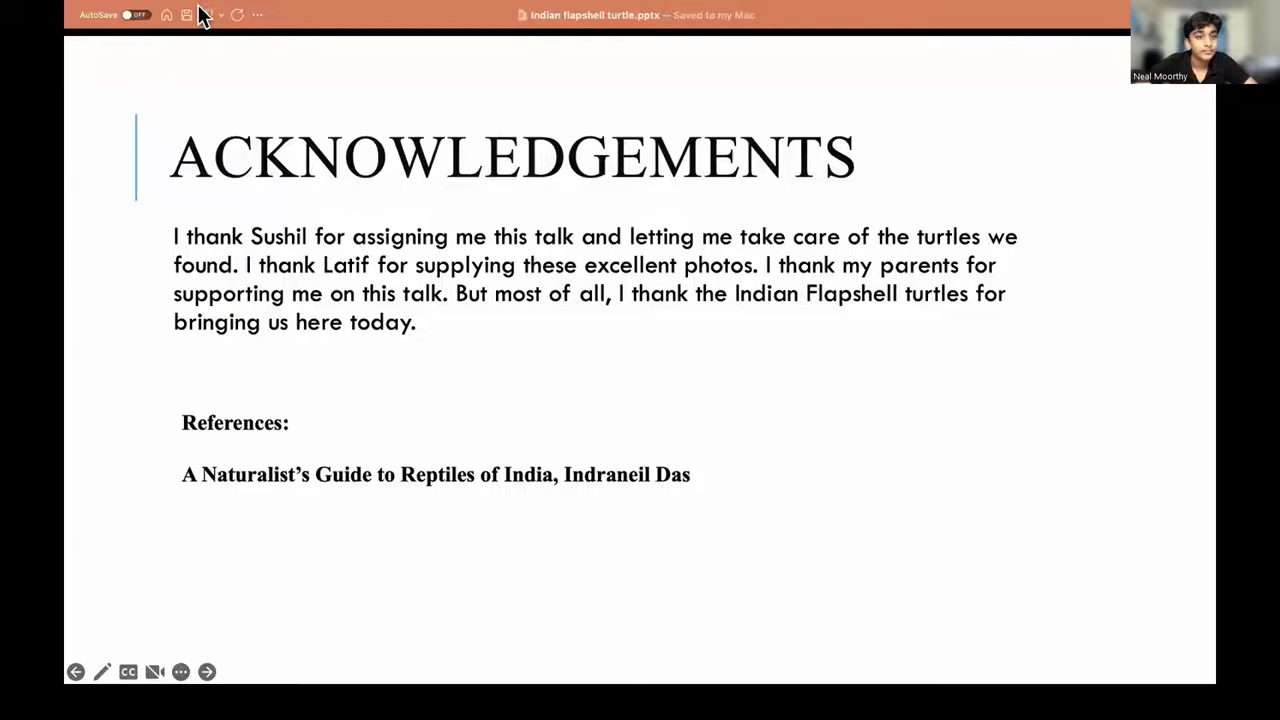 AutoSave OFF
Indian flapshell turtle.pptx — Saved to my Mac
Neal Moorthy
ACKNOWLEDGEMENTS
I thank Sushil for assigning me this talk and letting me take care of the turtles we
found. I thank Latif for supplying these excellent photos. I thank my parents for
supporting me on this talk. But most of all, I thank the Indian Flapshell turtles for
bringing us here today.
References:
A Naturalist’s Guide to Reptiles of India, Indraneil Das
CC